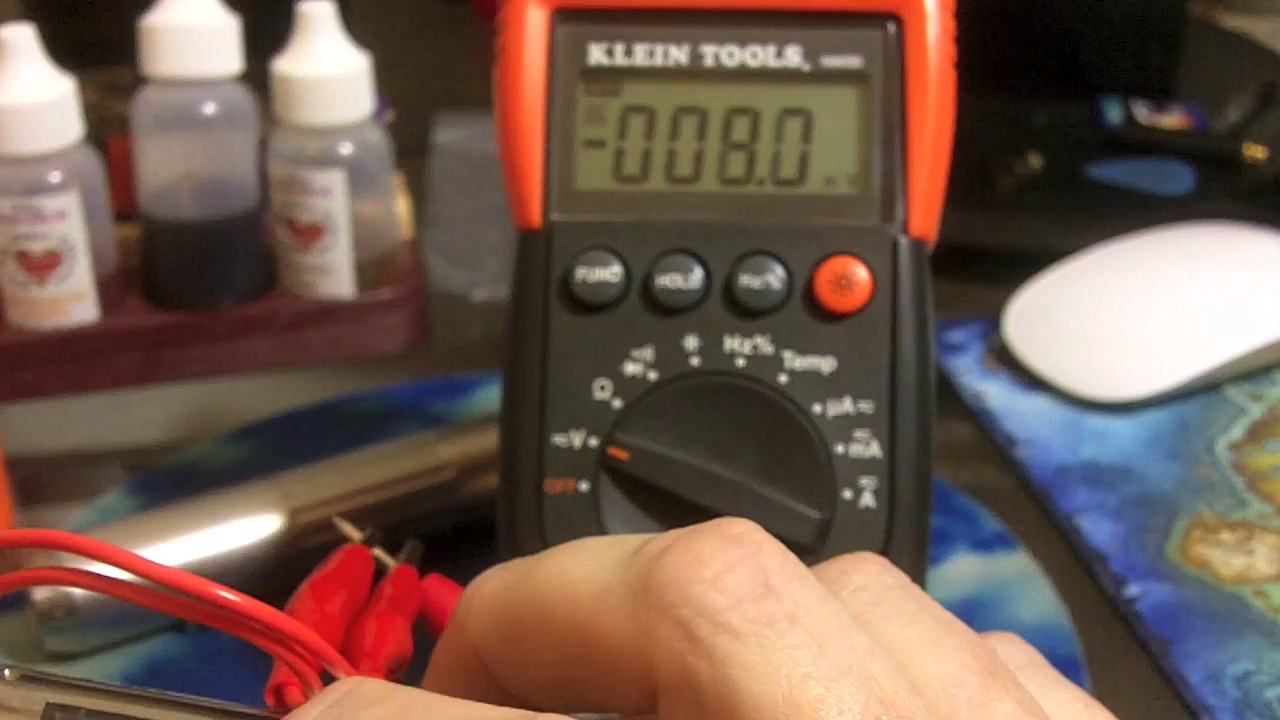 KLEIN TOOLS
-008.0
FUNC HOLD Hz%
Hz%
Temp
Ω
V
µA
mA
A
OFF